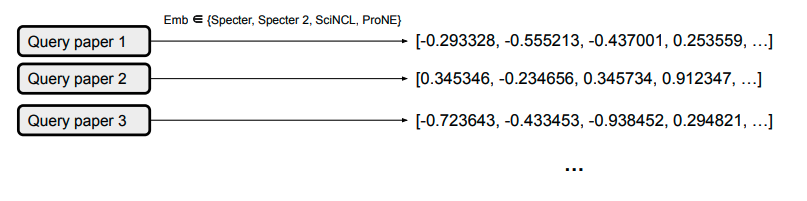 Emb ∈ {Specter, Specter 2, SciNCL, ProNE}
Query paper 1 [-0.293328, -0.555213, -0.437001, 0.253559, …]
Query paper 2 [0.345346, -0.234656, 0.345734, 0.912347, …]
Query paper 3 [-0.723643, -0.433453, -0.938452, 0.294821, …]
…